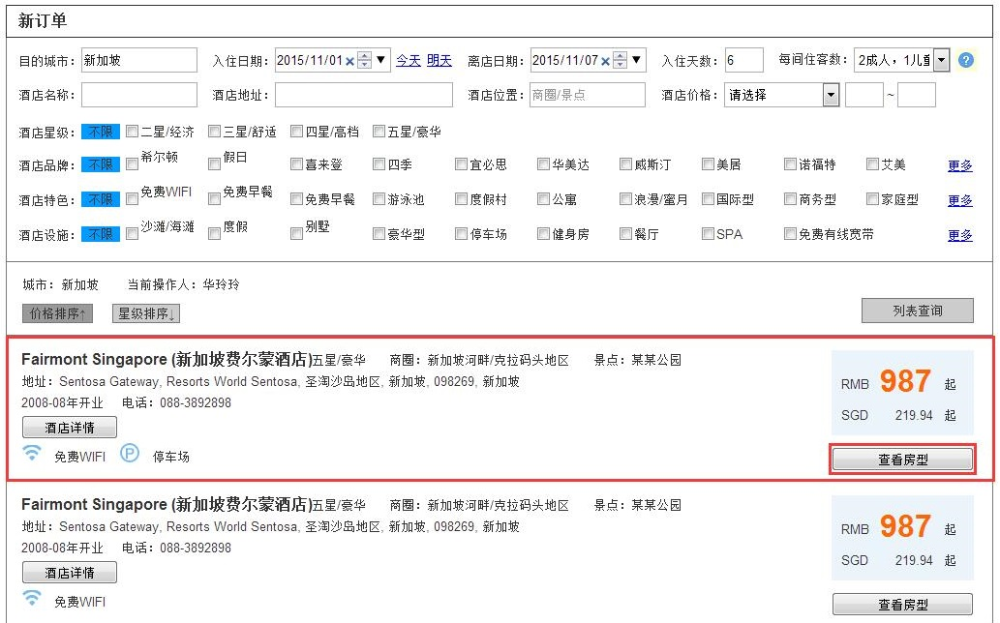 新订单
目的城市： 新加坡 入住日期： 2015/11/01 今天 明天 离店日期： 2015/11/07 入住天数： 6 每间住客数： 2成人，1儿童
酒店名称： 酒店地址： 酒店位置： 商圈/景点 酒店价格： 请选择 ~
酒店星级： 不限 二星/经济 三星/舒适 四星/高档 五星/豪华
酒店品牌： 不限 希尔顿 假日 喜来登 四季 宜必思 华美达 威斯汀 美居 诺福特 艾美 更多
酒店特色： 不限 免费WIFI 免费早餐 免费早餐 游泳池 度假村 公寓 浪漫/蜜月 国际型 商务型 家庭型 更多
酒店设施： 不限 沙滩/海滩 度假 别墅 豪华型 停车场 健身房 餐厅 SPA 免费有线宽带 更多
城市：新加坡 当前操作人：华玲玲
价格排序↑ 星级排序↓ 列表查询
Fairmont Singapore (新加坡费尔蒙酒店)五星/豪华 商圈：新加坡河畔/克拉码头地区 景点：某某公园
地址：Sentosa Gateway, Resorts World Sentosa, 圣淘沙岛地区, 新加坡, 098269, 新加坡
RMB 987 起
2008-08年开业 电话：088-3892898
SGD 219.94 起
酒店详情
免费WIFI P 停车场
查看房型
Fairmont Singapore (新加坡费尔蒙酒店)五星/豪华 商圈：新加坡河畔/克拉码头地区 景点：某某公园
地址：Sentosa Gateway, Resorts World Sentosa, 圣淘沙岛地区, 新加坡, 098269, 新加坡
RMB 987 起
2008-08年开业 电话：088-3892898
SGD 219.94 起
酒店详情
免费WIFI
查看房型